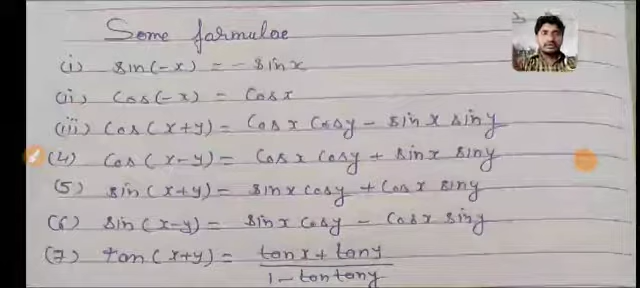 Some formulae
(i) sin(-x) = - sin x
(ii) cos(-x) = cos x
(iii) cos(x+y) = cos x cos y - sin x sin y
(4) cos(x-y) = cos x cos y + sin x sin y
(5) sin(x+y) = sin x cos y + cos x sin y
(6) sin(x-y) = sin x cos y - cos x sin y
(7) tan(x+y) = tan x + tan y
1 - tan tan y